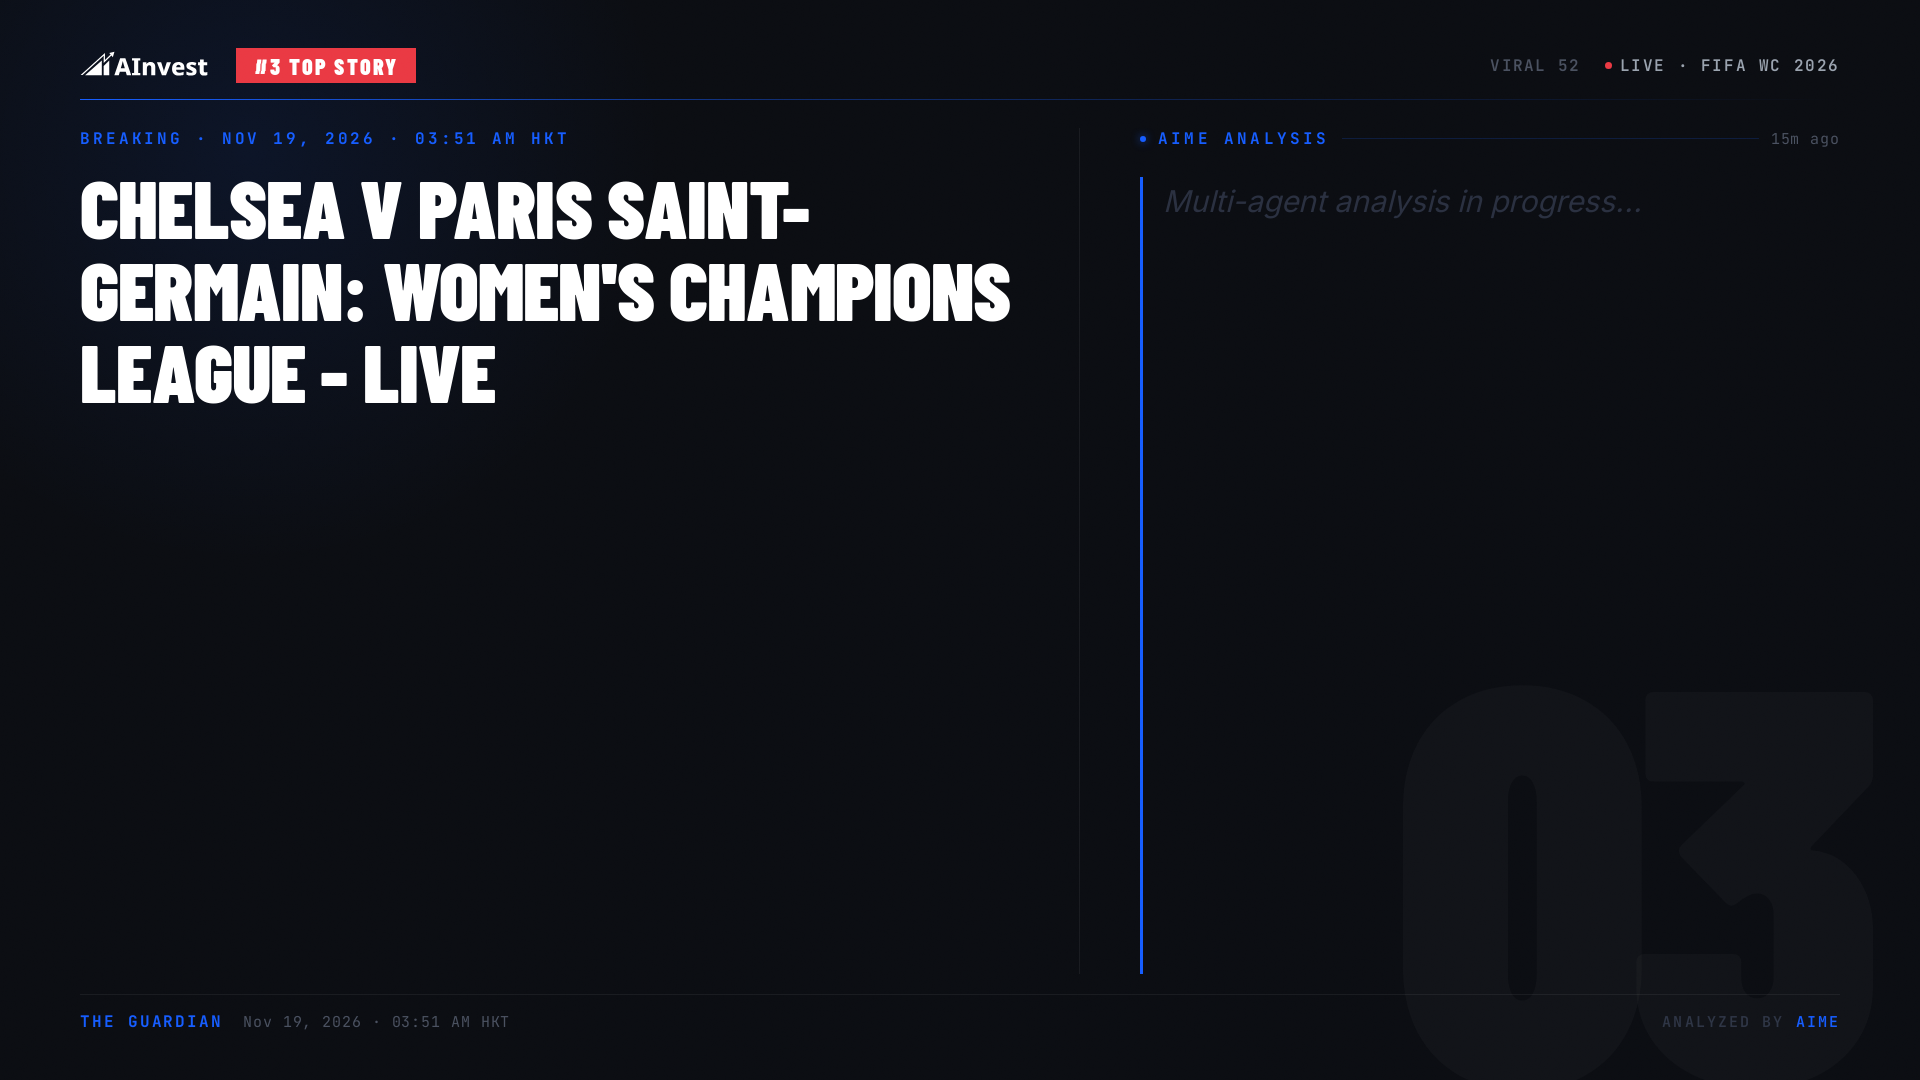 AInvest
#3 TOP STORY
VIRAL 52
LIVE · FIFA WC 2026
BREAKING · NOV 19, 2026 · 03:51 AM HKT
CHELSEA V PARIS SAINT-
GERMAIN: WOMEN'S CHAMPIONS
LEAGUE – LIVE
AIME ANALYSIS
15m ago
Multi-agent analysis in progress...
03
THE GUARDIAN
Nov 19, 2026 · 03:51 AM HKT
ANALYZED BY AIME